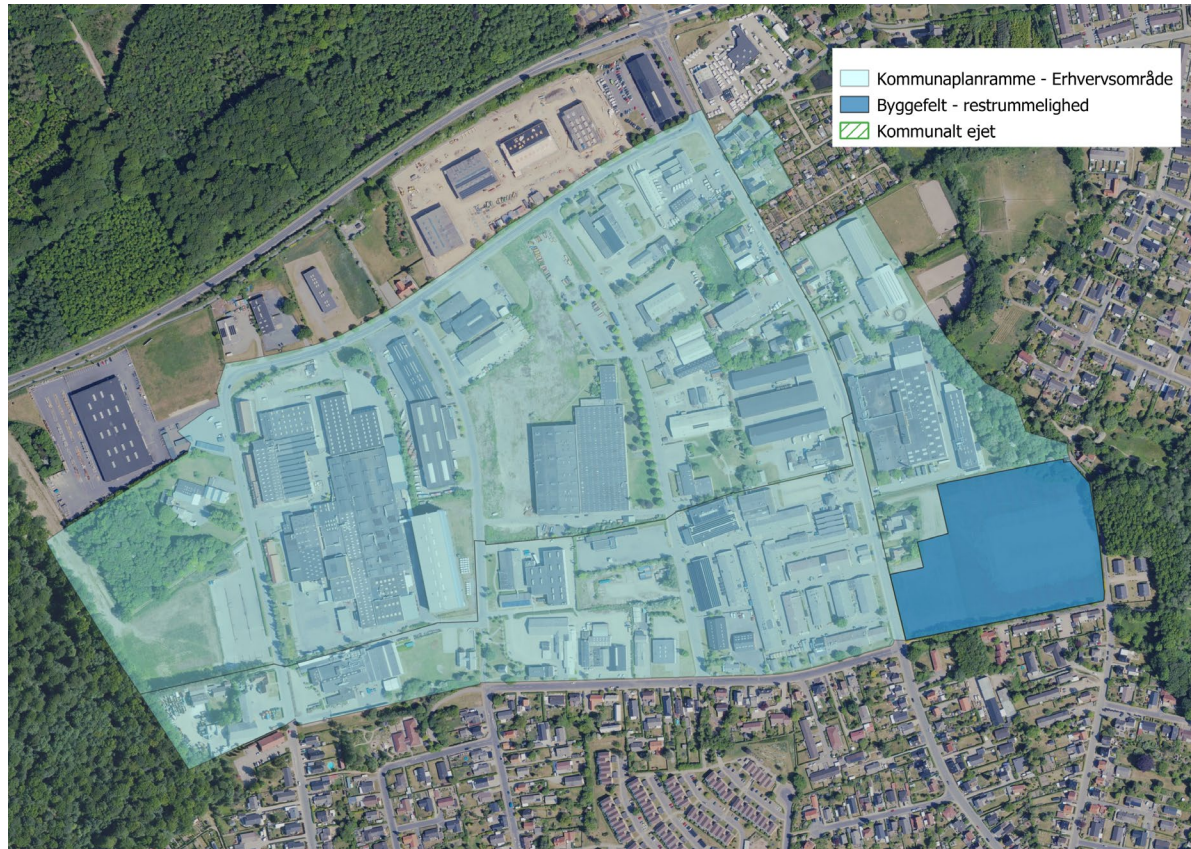 Kommunaplanramme - Erhvervsområde
Byggefelt - restrummelighed
Kommunalt ejet